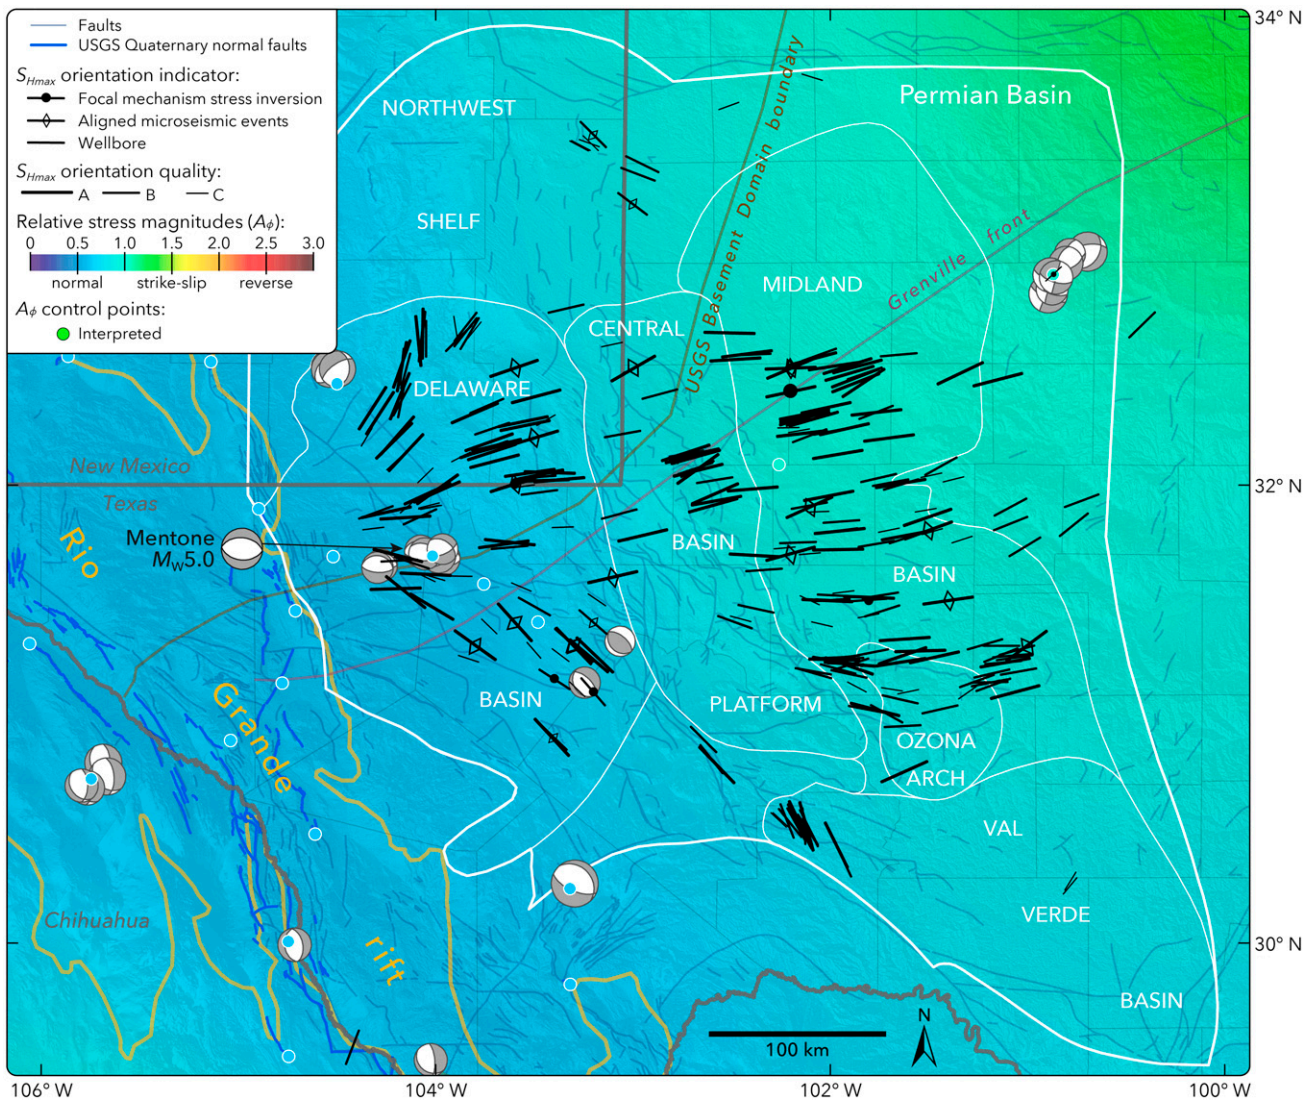 Faults
USGS Quaternary normal faults
SHmax orientation indicator:
Focal mechanism stress inversion
Aligned microseismic events
Wellbore
SHmax orientation quality:
A B C
Relative stress magnitudes (Aϕ):
0 0.5 1.0 1.5 2.0 2.5 3.0
normal strike-slip reverse
Aϕ control points:
Interpreted
34° N
NORTHWEST
Permian Basin
USGS Basement Domain boundary
SHELF
Grenville front
MIDLAND
CENTRAL
DELAWARE
New Mexico
Texas
32° N
Rio
Mentone
MW5.0
BASIN
BASIN
Grande
BASIN
PLATFORM
OZONA
ARCH
VAL
Chihuahua
VERDE
rift
30° N
BASIN
N
100 km
106° W
104° W
102° W
100° W